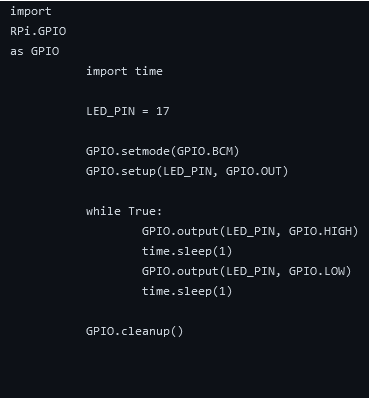 import
RPi.GPIO
as GPIO
import time
LED_PIN = 17
GPIO.setmode(GPIO.BCM)
GPIO.setup(LED_PIN, GPIO.OUT)
while True:
GPIO.output(LED_PIN, GPIO.HIGH)
time.sleep(1)
GPIO.output(LED_PIN, GPIO.LOW)
time.sleep(1)
GPIO.cleanup()